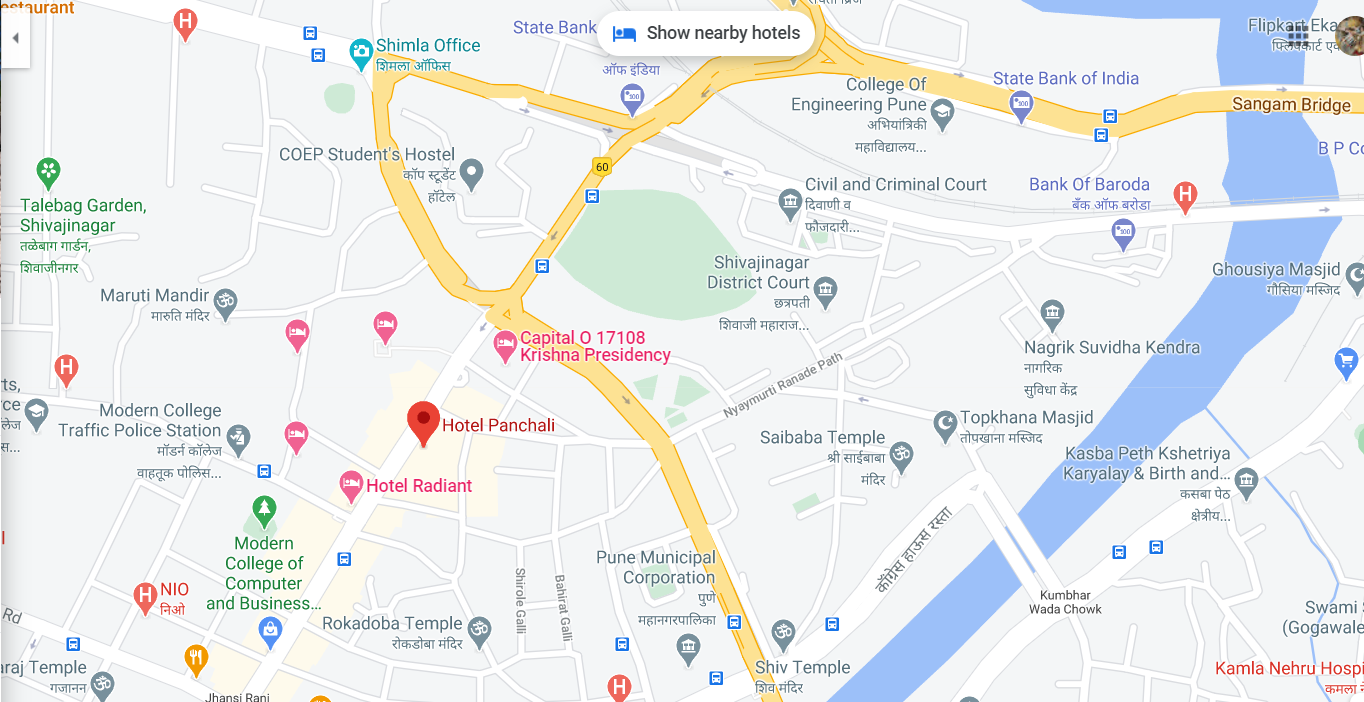 estaurant
State Bank
ऑफ इंडिया
Show nearby hotels
Flipkart Eka
Shimla Office
शिमला ऑफिस
State Bank of India
College Of
Engineering Pune
अभियांत्रिकी
महाविद्यालय...
Sangam Bridge
B P Co
COEP Student's Hostel
कॉप स्टूडेंट
हॉटेल
60
Talebag Garden,
Shivajinagar
तळेबाग गार्डन,
शिवाजीनगर
Civil and Criminal Court
दिवाणी व
फौजदारी...
Bank Of Baroda
बँक ऑफ बरोडा
Shivajinagar
District Court
छत्रपती
शिवाजी महाराज...
Ghousiya Masjid
गौसिया मस्जिद
Maruti Mandir
मारुति मंदिर
Capital O 17108
Krishna Presidency
Nagrik Suvidha Kendra
नागरिक
सुविधा केंद्र
Nyaymurti Ranade Path
rts,
rce
लेज
स...
Modern College
Traffic Police Station
मॉडर्न कॉलेज
वाहतूक पोलिस...
Hotel Panchali
Topkhana Masjid
तोपखाना मस्जिद
Saibaba Temple
श्री साईबाबा
मंदिर
Kasba Peth Kshetriya
Karyalay & Birth and...
कसबा पेठ
क्षेत्रीय...
Hotel Radiant
काँग्रेस हाऊस रस्ता
Modern
College of
Computer
and Business...
Pune Municipal
Corporation
पुणे
महानगरपालिका
Shirole Galli
Bahirat Galli
NIO
निओ
Rd
Kumbhar
Wada Chowk
Swami S
(Gogawale
Rokadoba Temple
रोकडोबा मंदिर
Shiv Temple
शिव मंदिर
araj Temple
गजानन
Kamla Nehru Hospi
कमला ने
Jhansi Rani